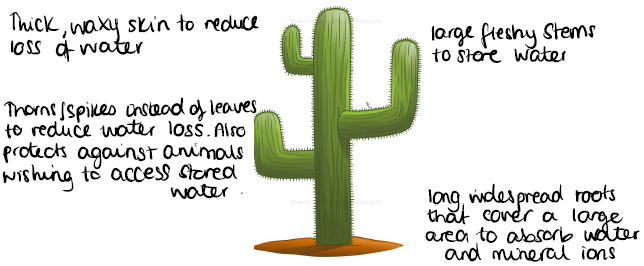 Thick, waxy skin to reduce
loss of water
large fleshy stems
to store water
Thorns/spikes instead of leaves
to reduce water loss. Also
protects against animals
wishing to access stored
water.
long widespread roots
that cover a large
area to absorb water
and mineral ions